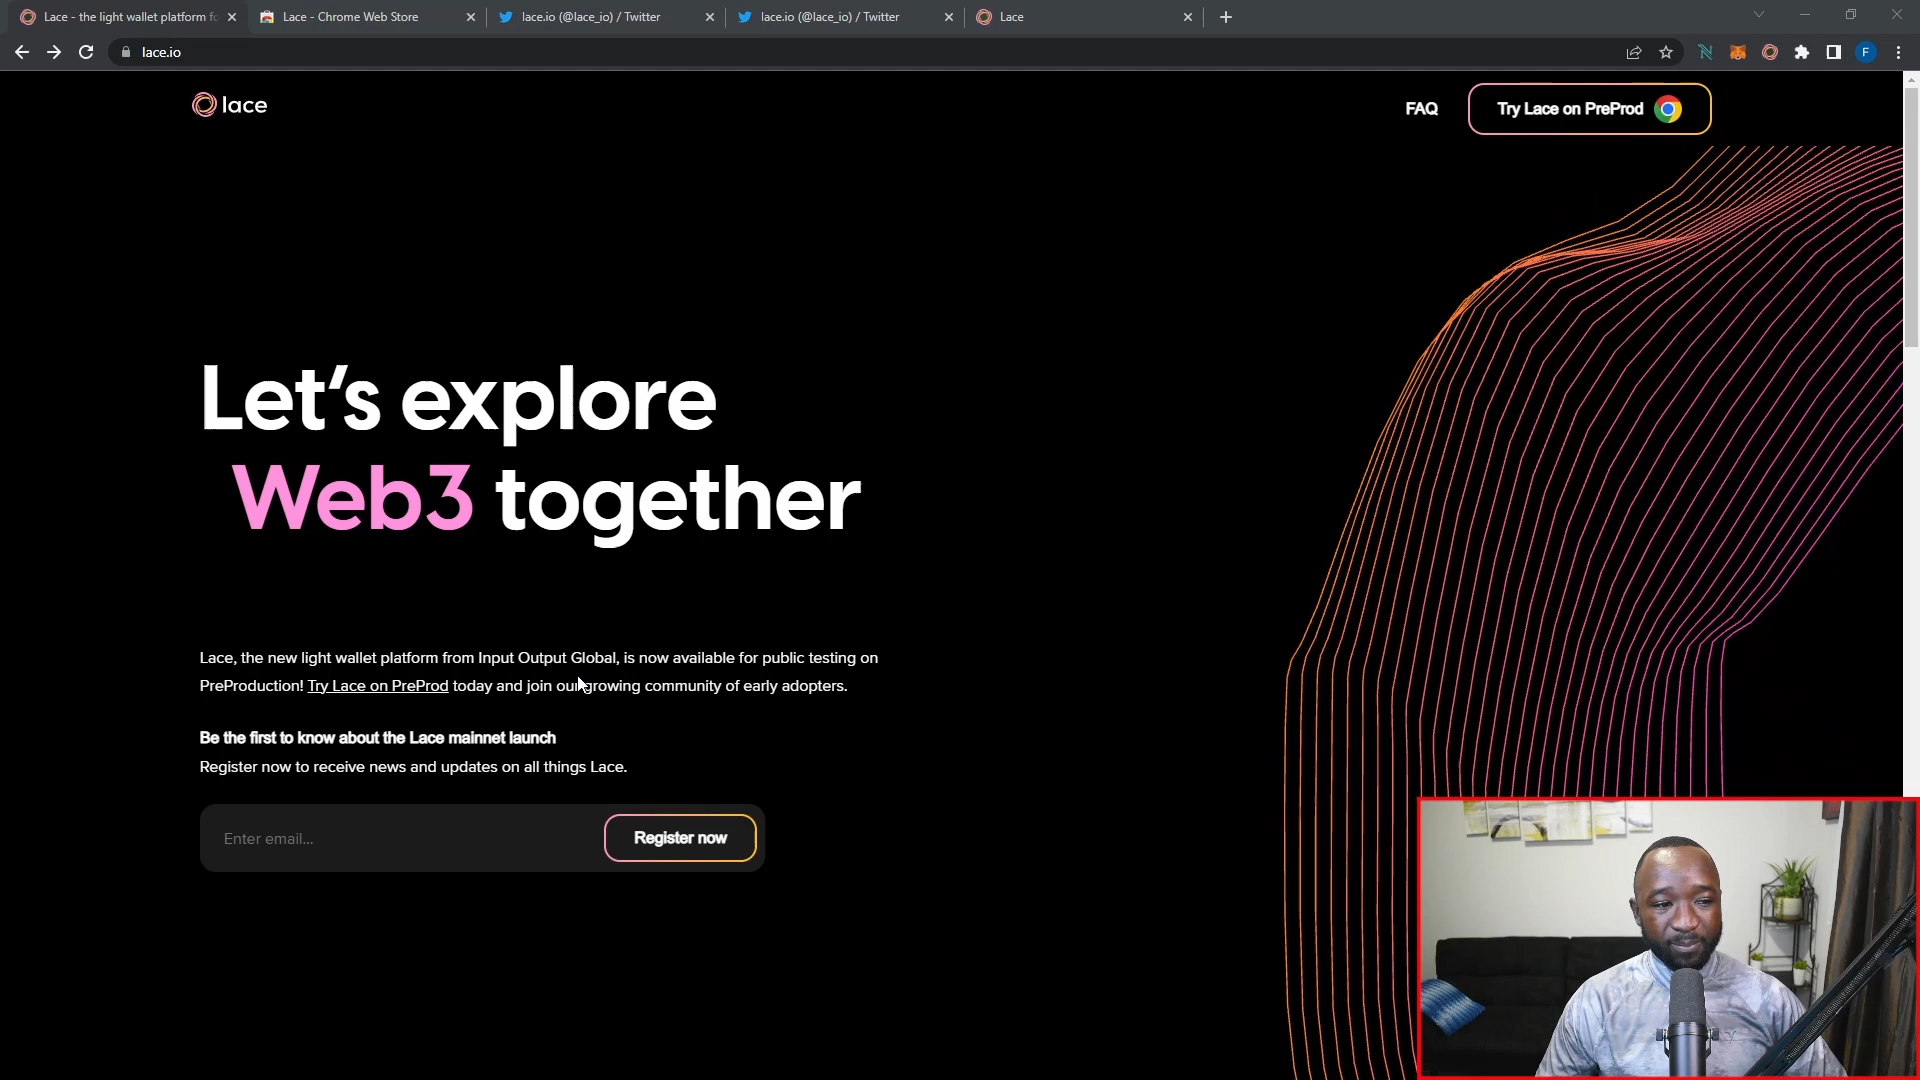 Lace - the light wallet platform fo
Lace - Chrome Web Store
lace.io (@lace_io) / Twitter
lace.io (@lace_io) / Twitter
Lace
lace.io
F
lace
FAQ
Try Lace on PreProd
Let's explore
Web3 together
Lace, the new light wallet platform from Input Output Global, is now available for public testing on
PreProduction! Try Lace on PreProd today and join our growing community of early adopters.
Be the first to know about the Lace mainnet launch
Register now to receive news and updates on all things Lace.
Enter email...
Register now